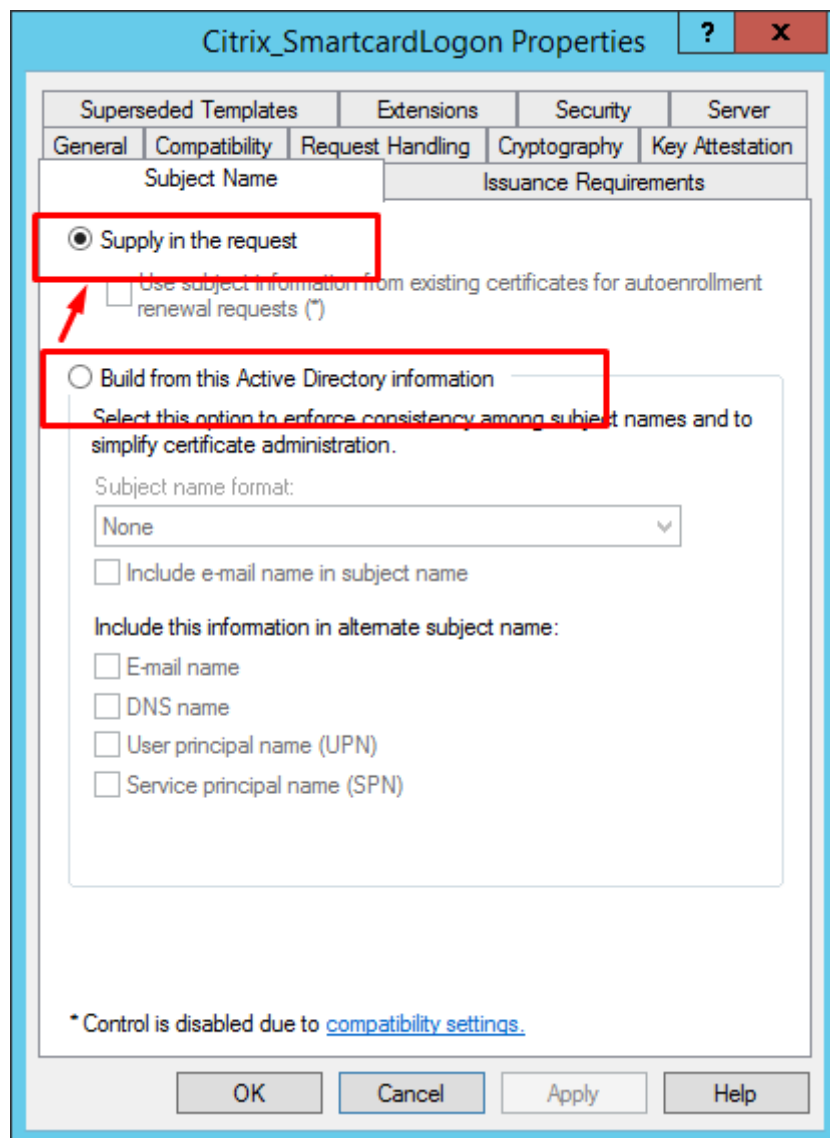 Citrix_SmartcardLogon Properties
?
x
Superseded Templates
Extensions
Security
Server
General
Compatibility
Request Handling
Cryptography
Key Attestation
Subject Name
Issuance Requirements
Supply in the request
Use subject information from existing certificates for autoenrollment
renewal requests (*)
Build from this Active Directory information
Select this option to enforce consistency among subject names and to
simplify certificate administration.
Subject name format:
None
Include e-mail name in subject name
Include this information in alternate subject name:
E-mail name
DNS name
User principal name (UPN)
Service principal name (SPN)
* Control is disabled due to compatibility settings.
OK
Cancel
Apply
Help